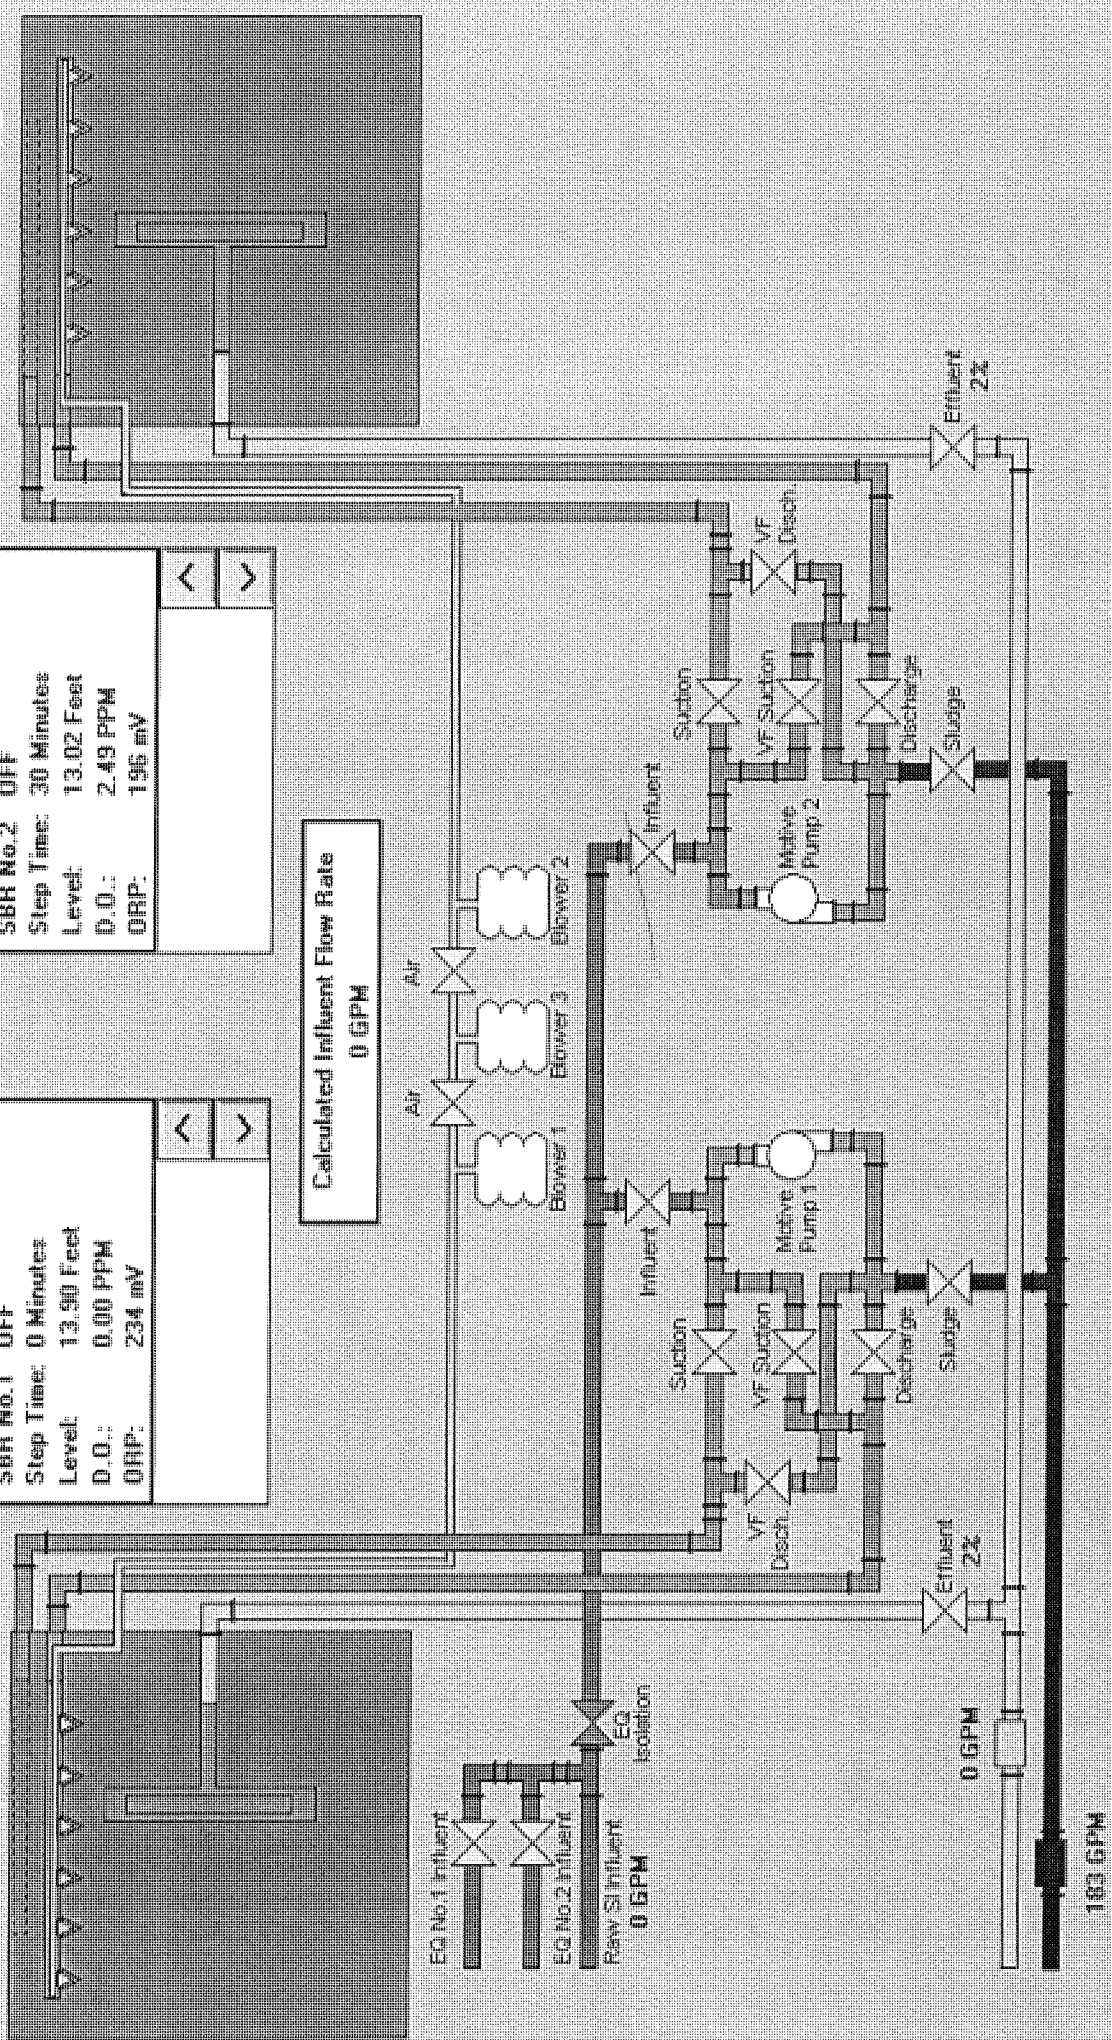 SBR No.1 OFF
Step Time: 0 Minutes
Level: 13.90 Feet
D.O.: 0.00 PPM
ORP: 234 mV
SBR No.2 OFF
Step Time: 30 Minutes
Level: 13.02 Feet
D.O.: 2.49 PPM
ORP: 196 mV
Calculated Influent Flow Rate
0 GPM
Air
Air
Blower 1
Blower 3
Blower 2
EQ No.1 Influent
EQ No.2 Influent
Raw SI Influent
0 GPM
EQ
Isolation
Influent
Influent
Suction
VF Suction
VF
Disch.
Discharge
Motive
Pump 1
Sludge
Effluent
2%
Suction
VF Suction
VF
Disch.
Discharge
Motive
Pump 2
Sludge
Effluent
2%
0 GPM
183 GPM